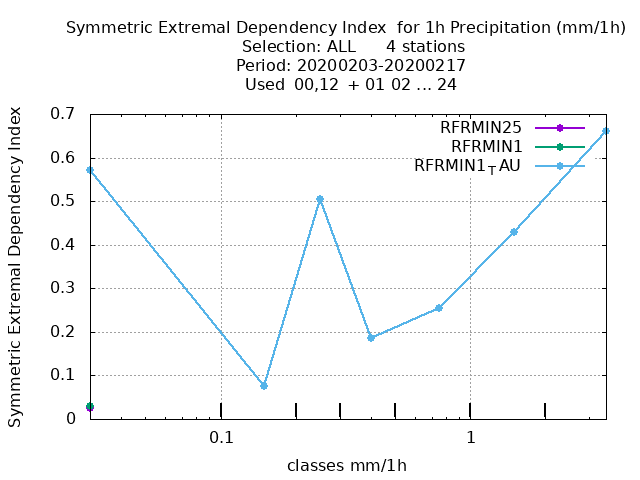 Symmetric Extremal Dependency Index  for 1h Precipitation (mm/1h)
Selection: ALL      4 stations
Period: 20200203-20200217
Used  00,12  + 01 02 ... 24
Symmetric Extremal Dependency Index
0.7
0.6
0.5
0.4
0.3
0.2
0.1
0
RFRMIN25
RFRMIN1
RFRMIN1TAU
0.1
1
classes mm/1h